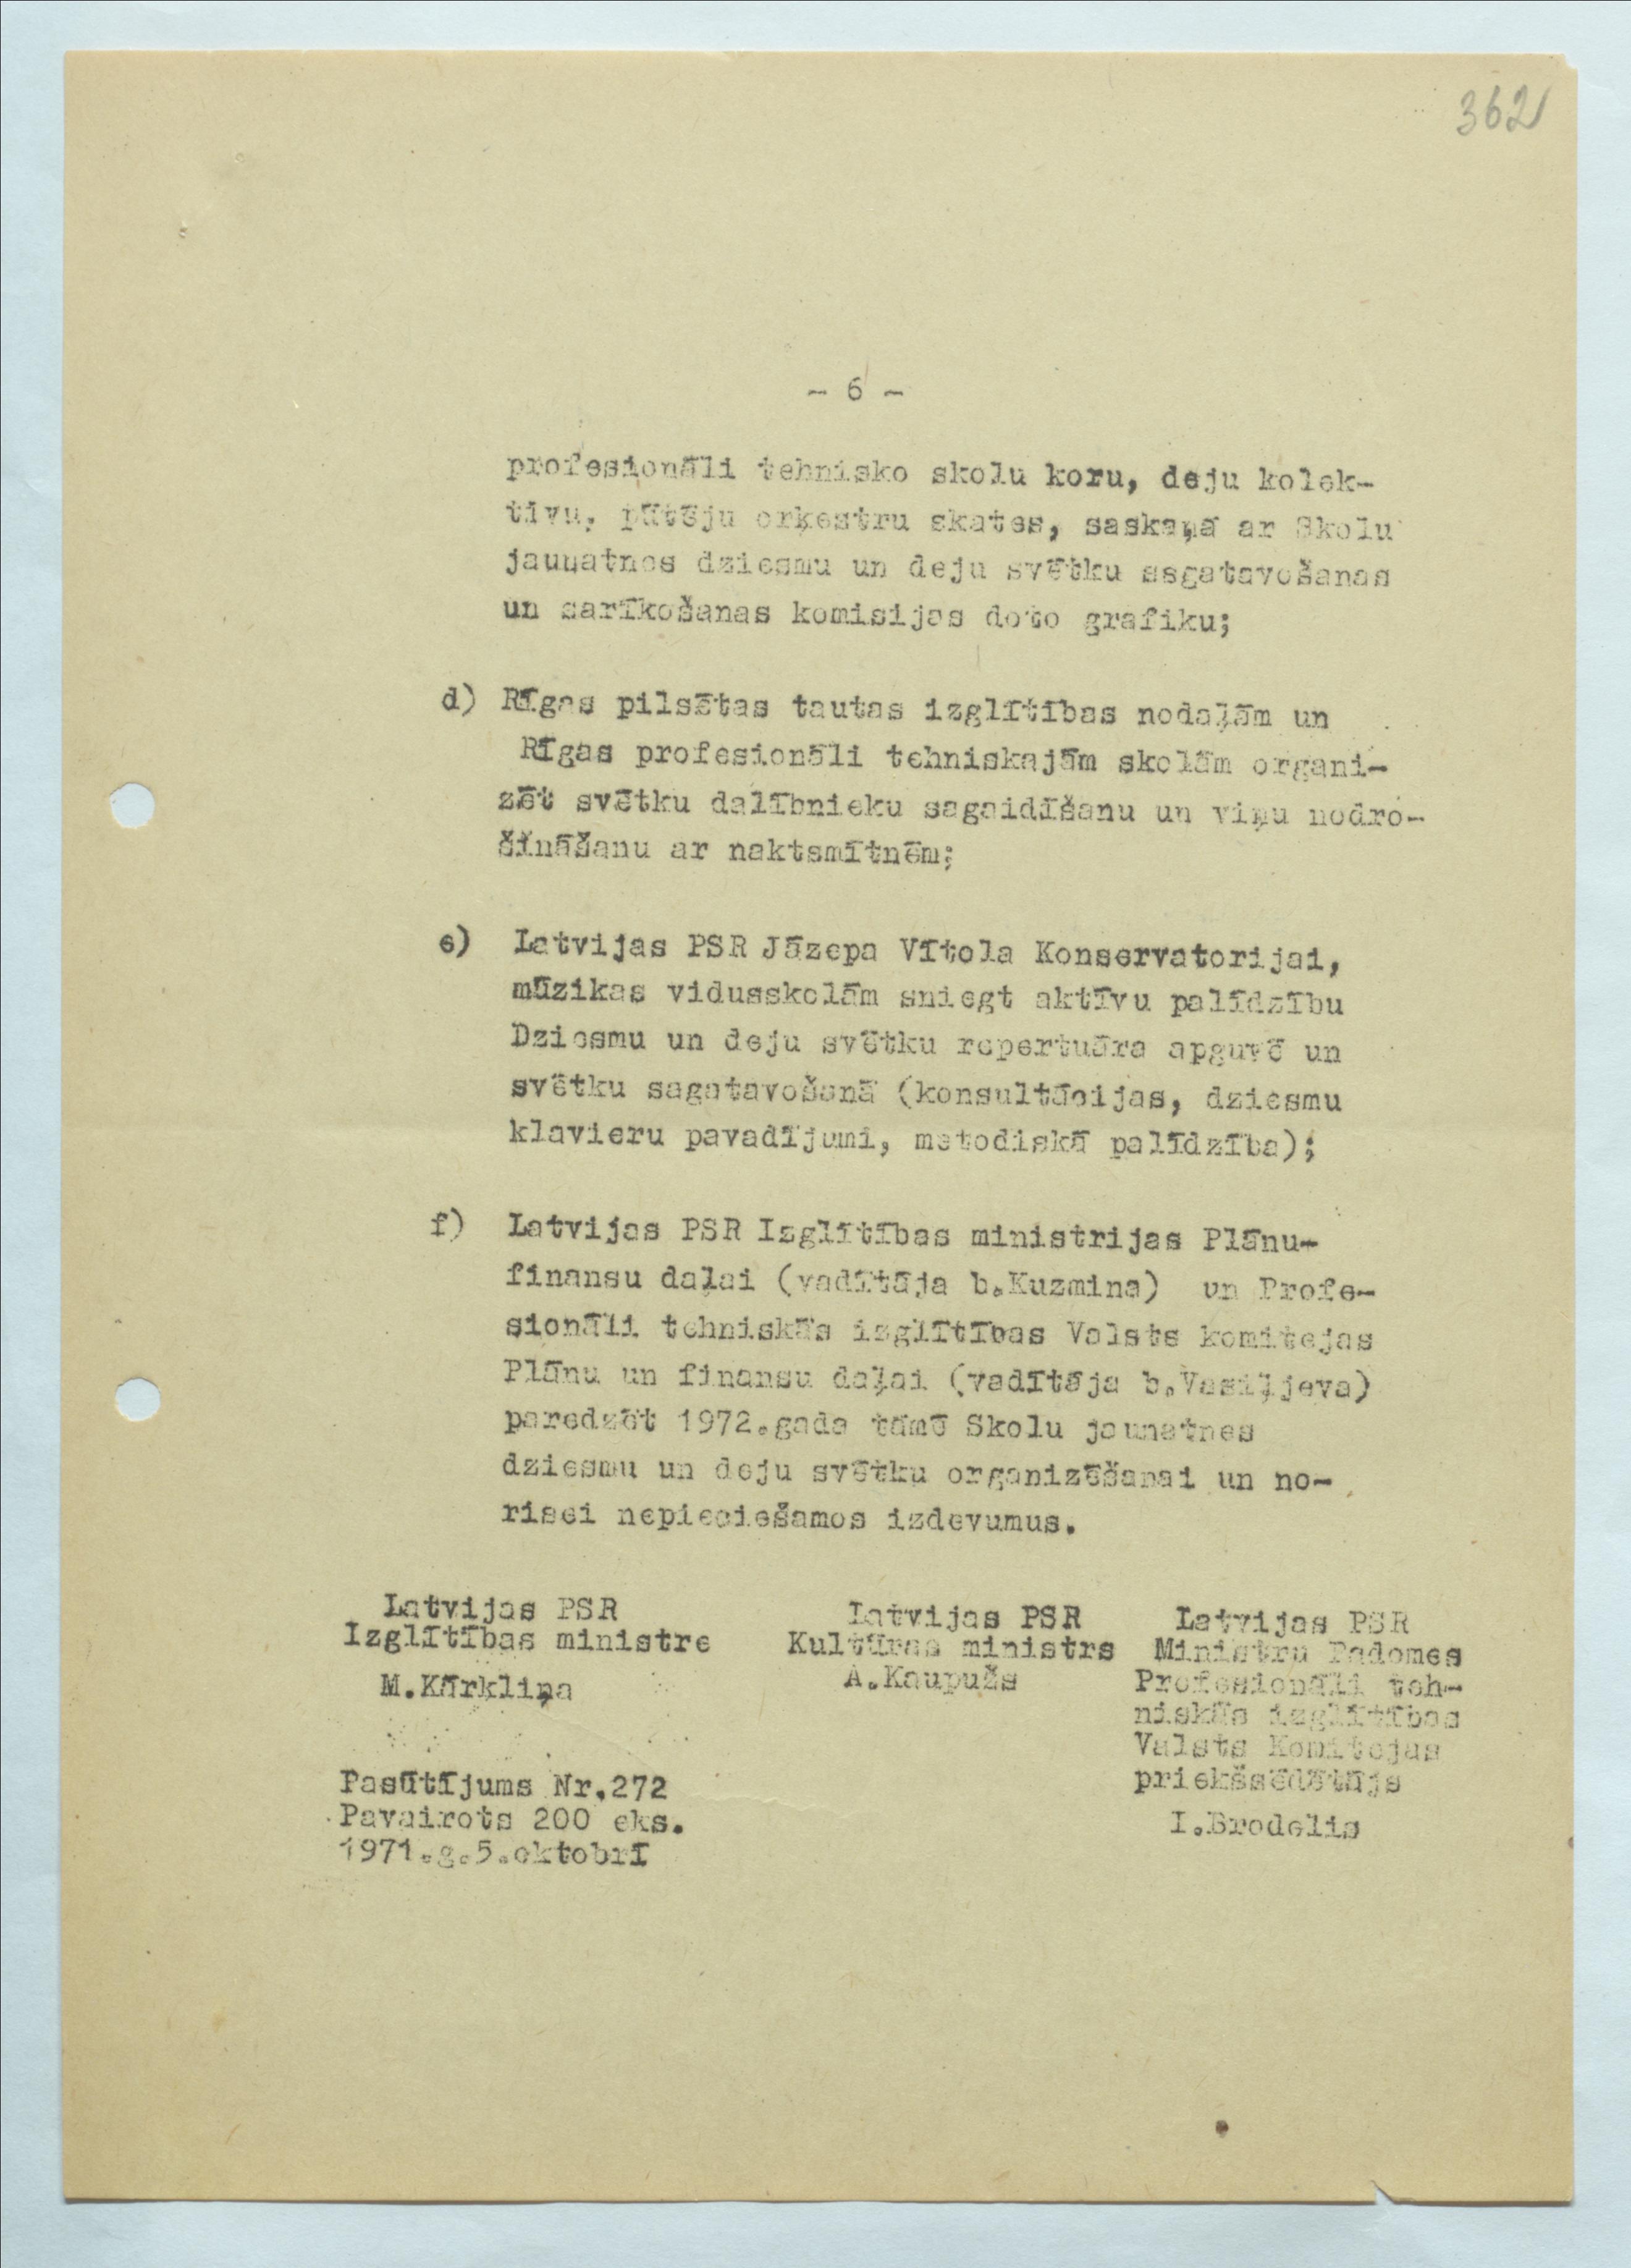 362
- 6 -
profesionāli tehnisko skolu koru, deju kolek-
tīvu, pūtēju orķestru skates, saskaņā ar Skolu
jaunatnes dziesmu un deju svētku sagatavošanas
un sarīkošanas komisijas doto grafiku;
d) Rīgas pilsētas tautas izglītības nodaļām un
Rīgas profesionāli tehniskajām skolām organi-
zēt svētku dalībnieku sagaidīšanu un viņu nodro-
šināšanu ar naktsmītnēm;
e) Latvijas PSR Jāzepa Vītola Konservatorijai,
mūzikas vidusskolām sniegt aktīvu palīdzību
Dziesmu un deju svētku repertuāra apguvē un
svētku sagatavošanā (konsultācijas, dziesmu
klavieru pavadījumi, metodiskā palīdzība);
f) Latvijas PSR Izglītības ministrijas Plānu-
finansu daļai (vadītāja b.Kuzmina) un Profe-
sionāli tehniskās izglītības Valsts komitejas
Plānu un finansu daļai (vadītāja b.Vasiļjeva)
paredzēt 1972.gada tāmē Skolu jaunatnes
dziesmu un deju svētku organizēšanai un no-
risei nepieciešamos izdevumus.
Latvijas PSR
Izglītības ministre
M.Kārkliņa
Latvijas PSR
Kultūras ministrs
A.Kaupužs
Latvijas PSR
Ministru Padomes
Profesionāli teh-
niskās izglītības
Valsts Komitejas
priekšsēdētājs
I.Brodelis
Pasūtījums Nr.272
Pavairots 200 eks.
1971.g.5.oktobrī